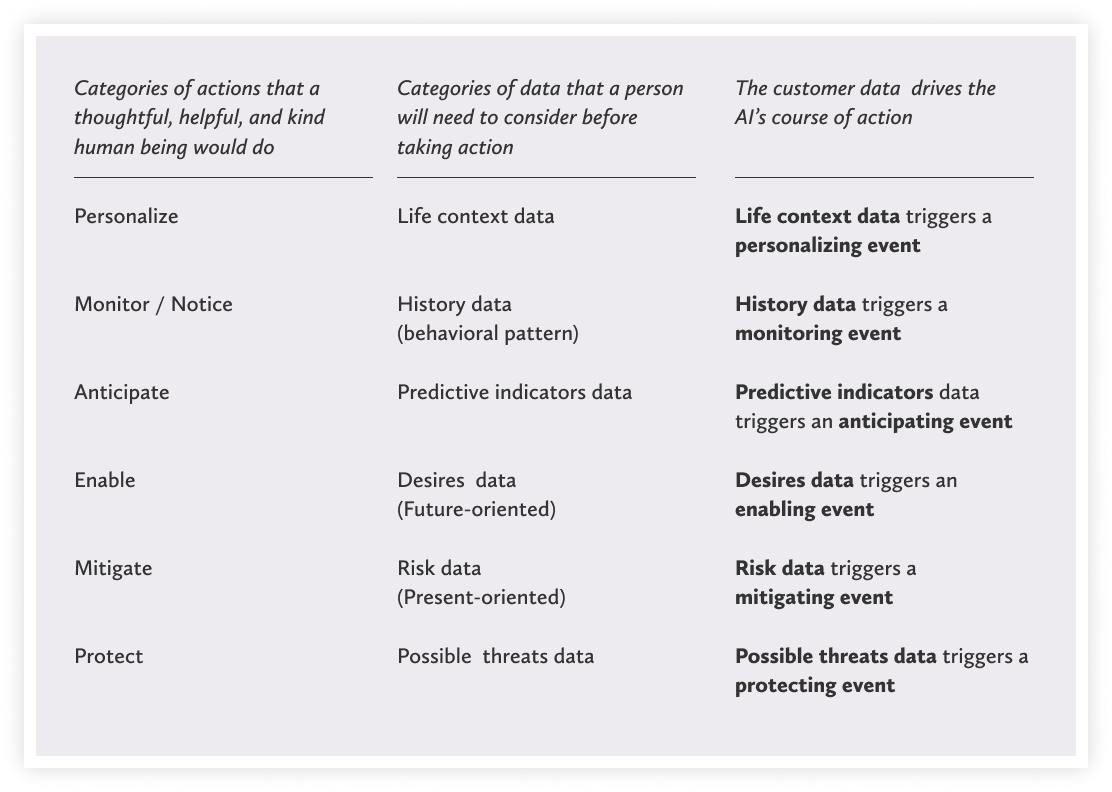 Categories of actions that a
thoughtful, helpful, and kind
human being would do
Categories of data that a person
will need to consider before
taking action
The customer data  drives the
AI's course of action
Personalize
Life context data
Life context data triggers a
personalizing event
Monitor / Notice
History data
(behavioral pattern)
History data triggers a
monitoring event
Anticipate
Predictive indicators data
Predictive indicators data
triggers an anticipating event
Enable
Desires  data
(Future-oriented)
Desires data triggers an
enabling event
Mitigate
Risk data
(Present-oriented)
Risk data triggers a
mitigating event
Protect
Possible  threats data
Possible threats data triggers a
protecting event